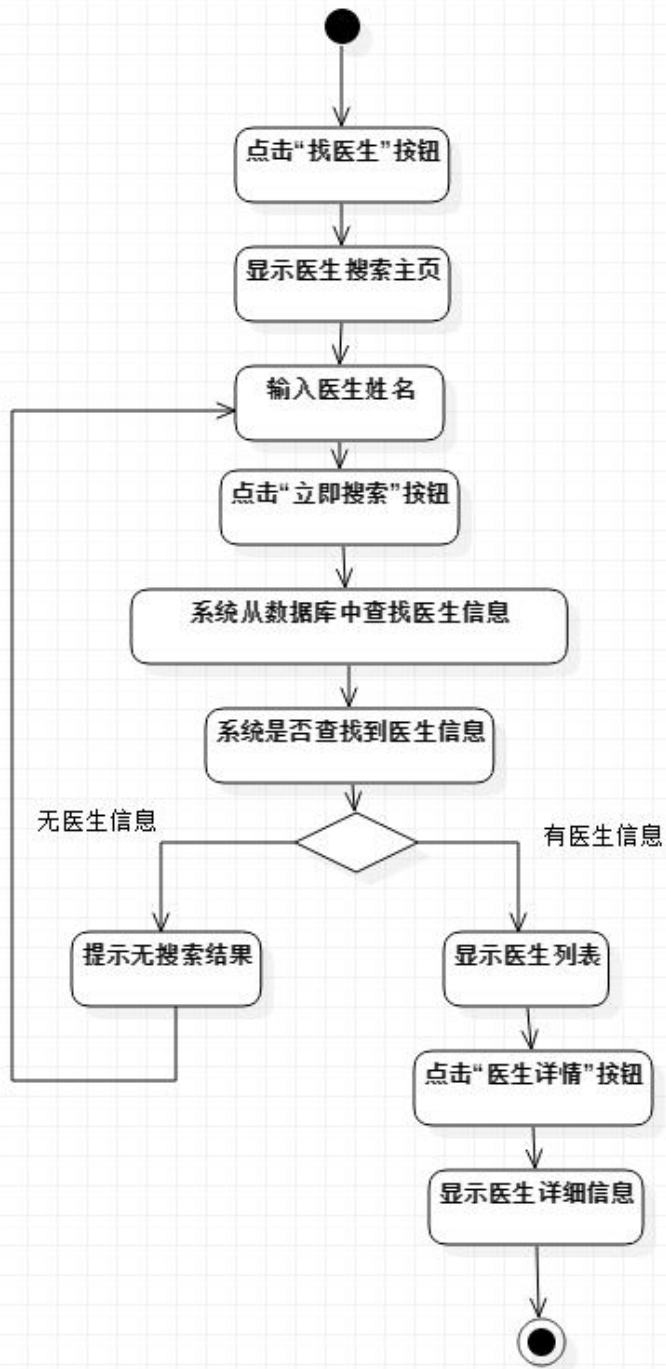 点击“找医生”按钮
显示医生搜索主页
输入医生姓名
点击“立即搜索”按钮
系统从数据库中查找医生信息
系统是否查找到医生信息
无医生信息
有医生信息
提示无搜索结果
显示医生列表
点击“医生详情”按钮
显示医生详细信息